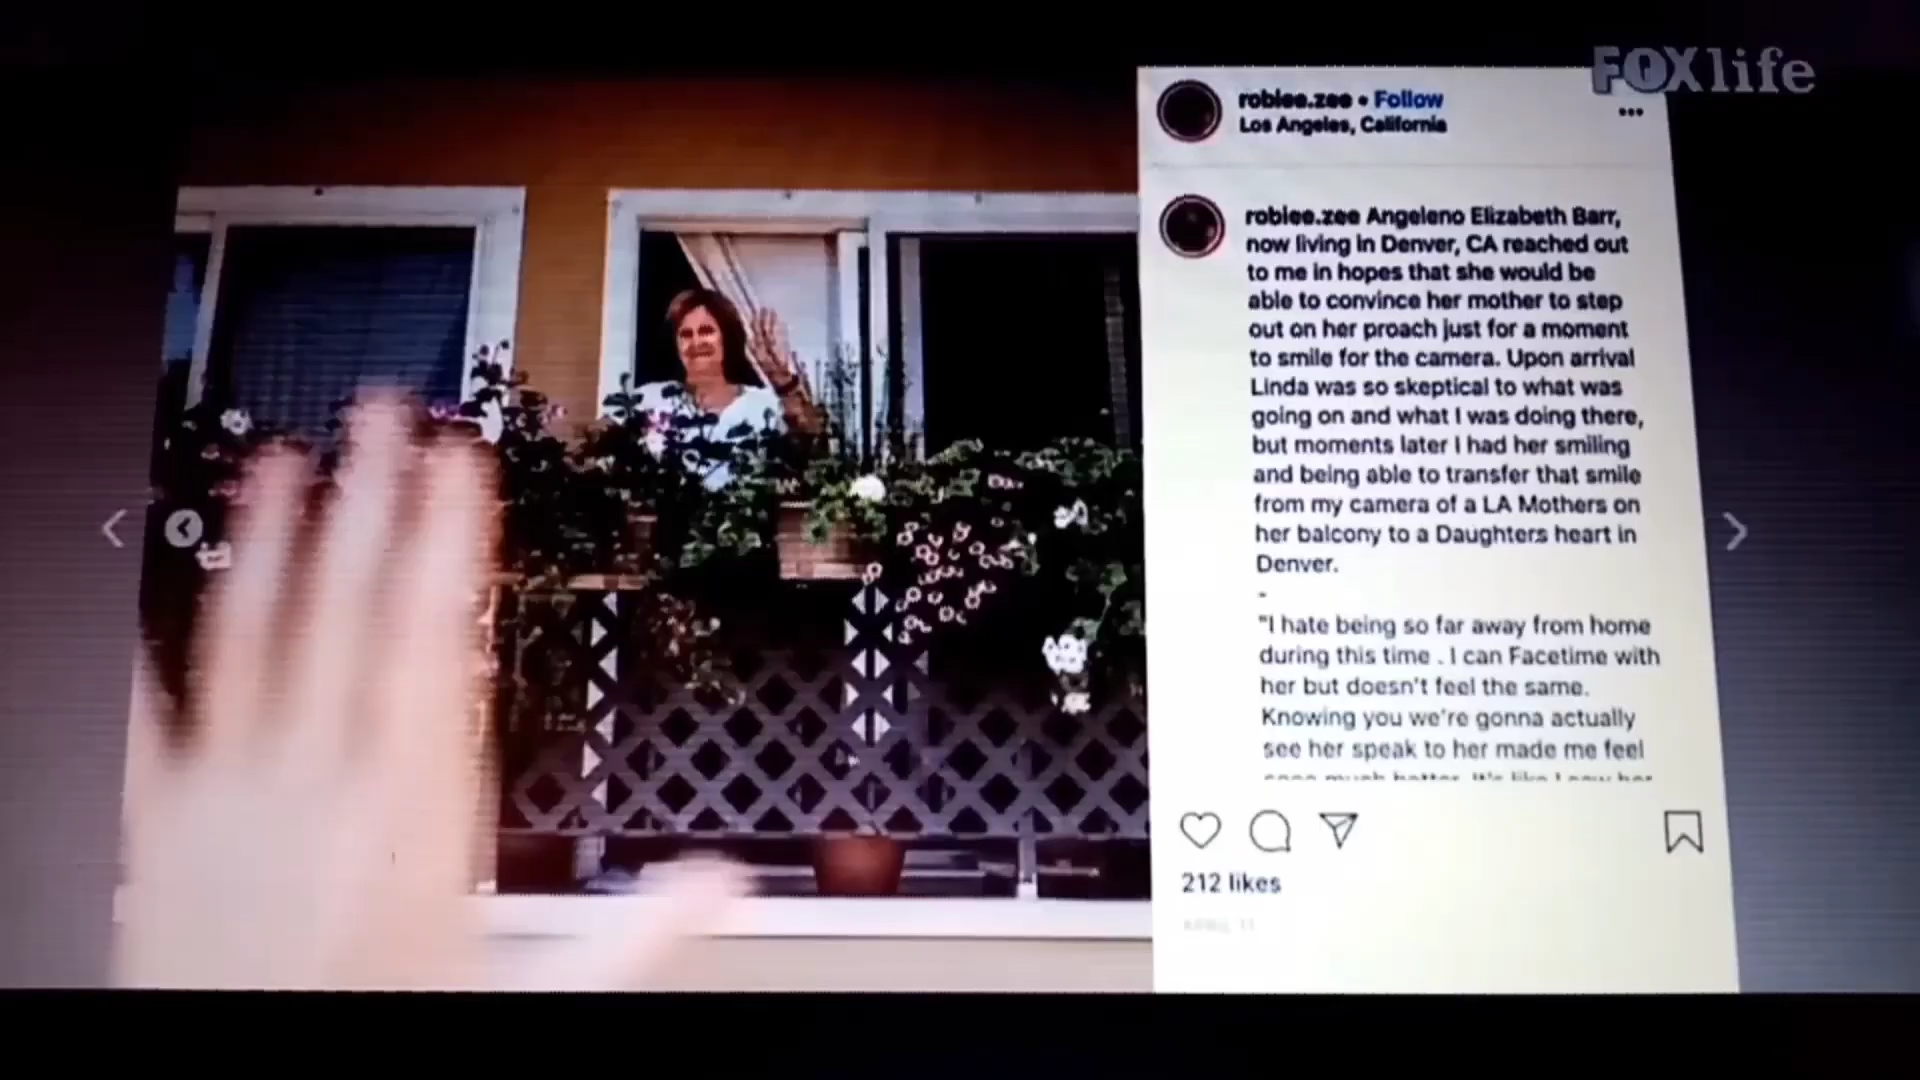 FOXlife
robiee.zee • Follow
Los Angeles, California
robiee.zee Angeleno Elizabeth Barr,
now living in Denver, CA reached out
to me in hopes that she would be
able to convince her mother to step
out on her proach just for a moment
to smile for the camera. Upon arrival
Linda was so skeptical to what was
going on and what I was doing there,
but moments later I had her smiling
and being able to transfer that smile
from my camera of a LA Mothers on
her balcony to a Daughters heart in
Denver.
-
"I hate being so far away from home
during this time . I can Facetime with
her but doesn't feel the same.
Knowing you we're gonna actually
see her speak to her made me feel
212 likes
APRIL 11